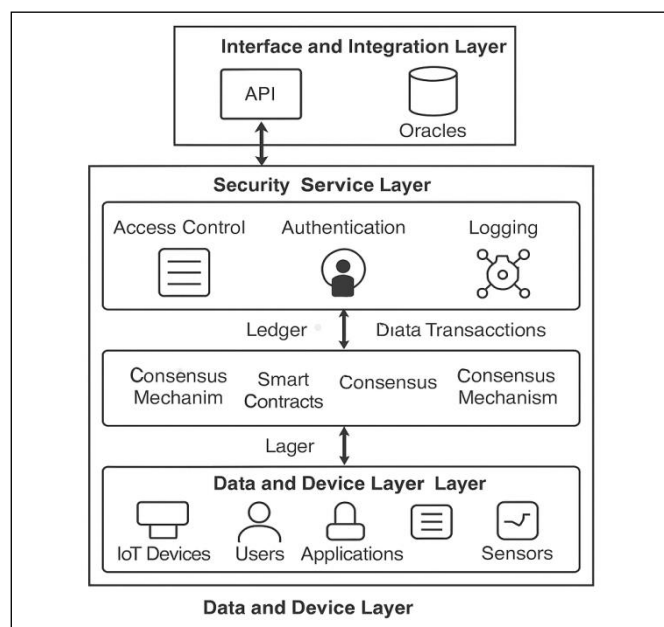 Interface and Integration Layer
API
Oracles
Security Service Layer
Access Control Authentication Logging
Ledger Dıata Transacctions
Consensus Mechanim
Smart Contracts
Consensus
Consensus Mechanism
Lager
Data and Device Layer Layer
IoT Devices Users Applications Sensors
Data and Device Layer